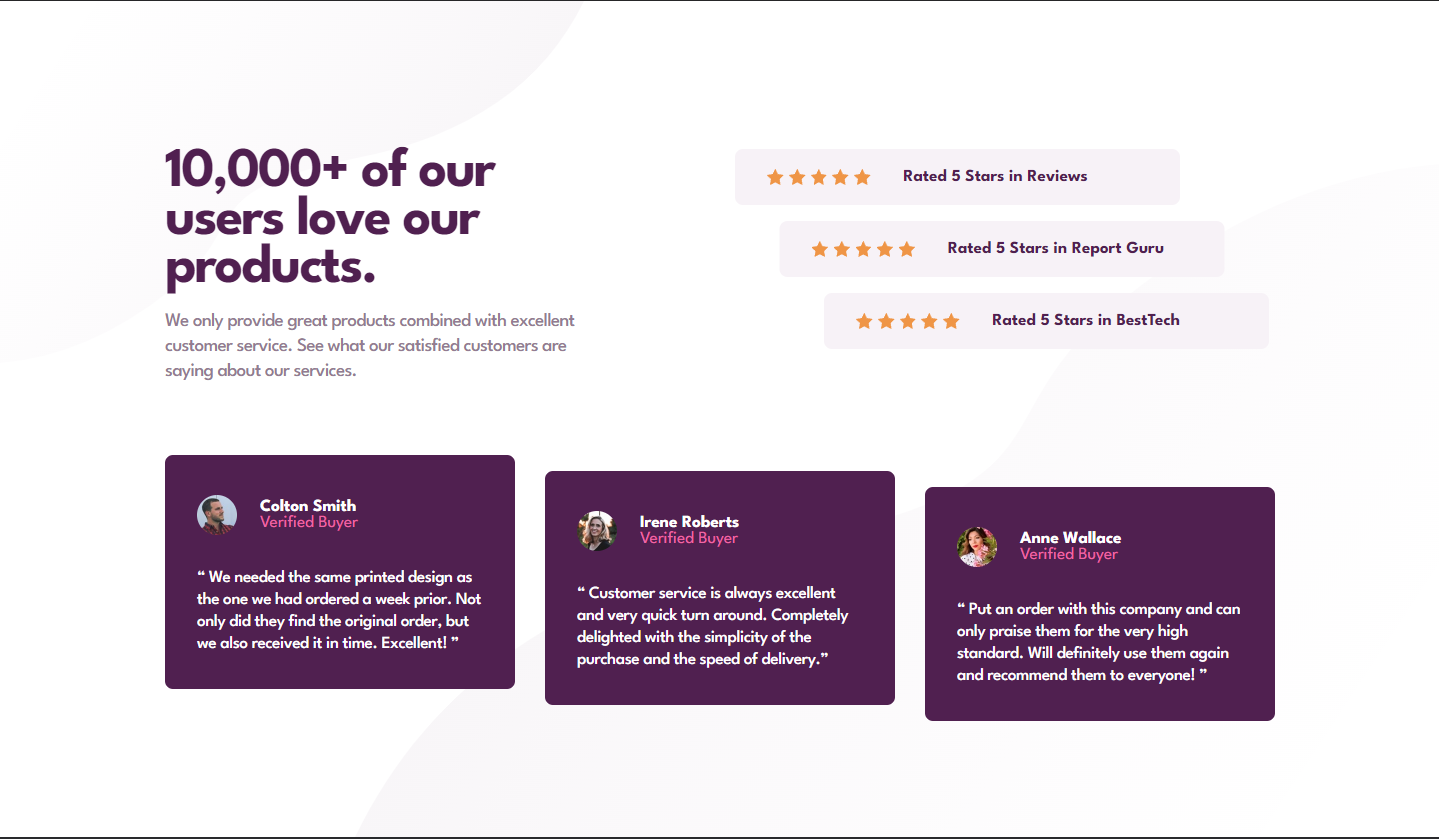 10,000+ of our
users love our
products.
We only provide great products combined with excellent
customer service. See what our satisfied customers are
saying about our services.
Rated 5 Stars in Reviews
Rated 5 Stars in Report Guru
Rated 5 Stars in BestTech
Colton Smith
Verified Buyer
“ We needed the same printed design as
the one we had ordered a week prior. Not
only did they find the original order, but
we also received it in time. Excellent! ”
Irene Roberts
Verified Buyer
“ Customer service is always excellent
and very quick turn around. Completely
delighted with the simplicity of the
purchase and the speed of delivery.”
Anne Wallace
Verified Buyer
“ Put an order with this company and can
only praise them for the very high
standard. Will definitely use them again
and recommend them to everyone! ”